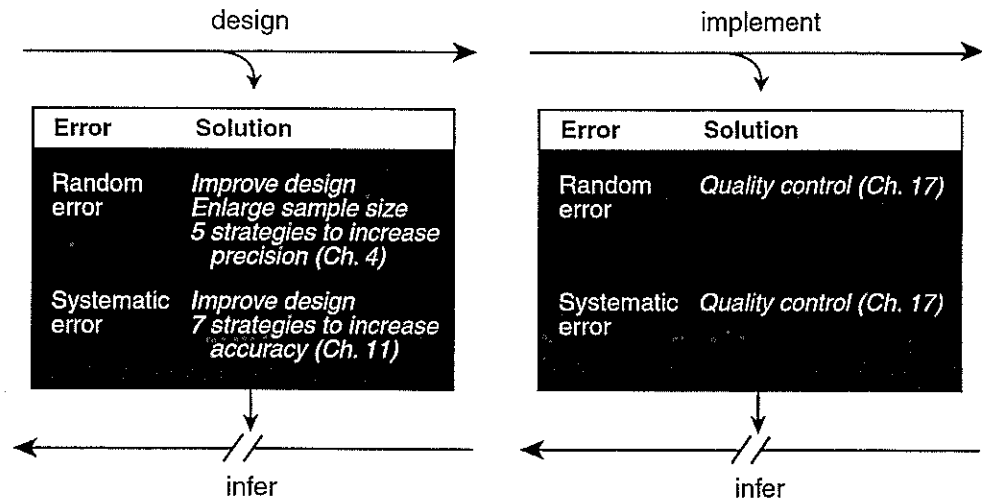 design
Error Solution
Random error
Improve design
Enlarge sample size
5 strategies to increase
precision (Ch. 4)
Systematic error
Improve design
7 strategies to increase
accuracy (Ch. 11)
infer
implement
Error Solution
Random error
Quality control (Ch. 17)
Systematic error
Quality control (Ch. 17)
infer